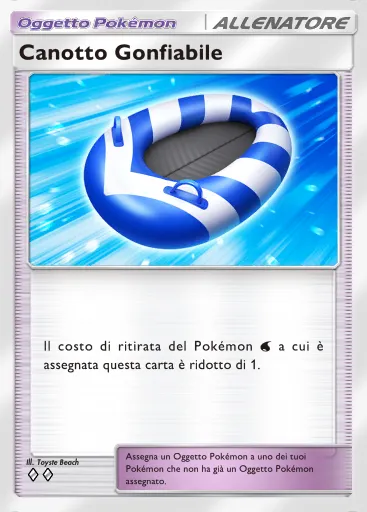 Oggetto Pokémon
ALLENATORE
Canotto Gonfiabile
Il costo di ritirata del Pokémon a cui è
assegnata questa carta è ridotto di 1.
Ill. Toyste Beach
Assegna un Oggetto Pokémon a uno dei tuoi
Pokémon che non ha già un Oggetto Pokémon
assegnato.